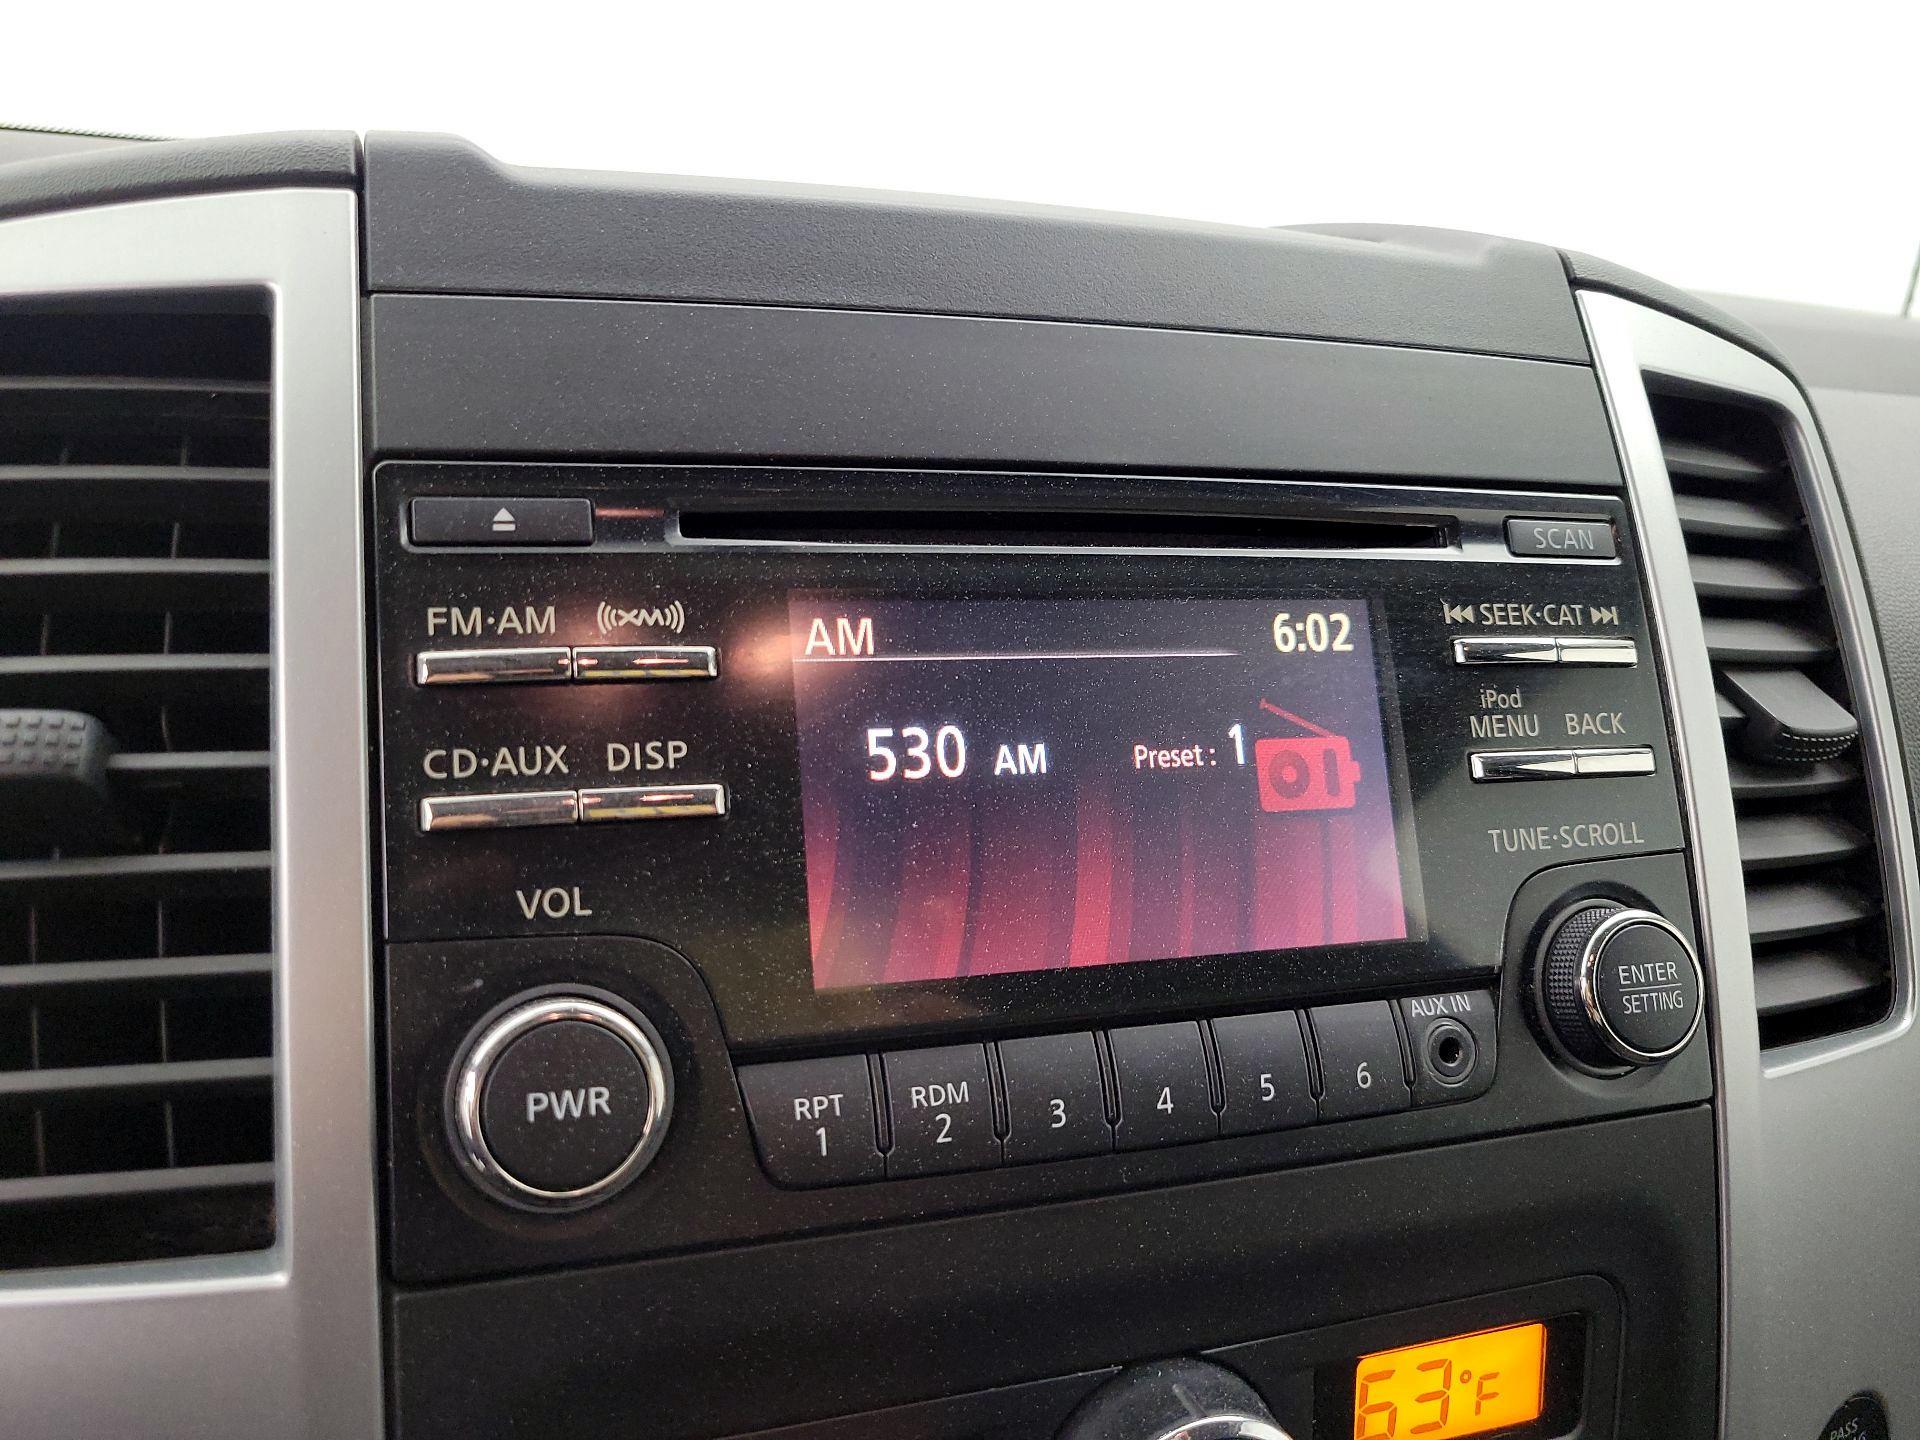 SCAN
FM·AM
XM
AM
6:02
SEEK·CAT
530 AM
Preset : 1
iPod
MENU
BACK
CD·AUX
DISP
TUNE·SCROLL
VOL
ENTER
SETTING
PWR
RPT
1
RDM
2
3
4
5
6
AUX IN
63°F
PASS